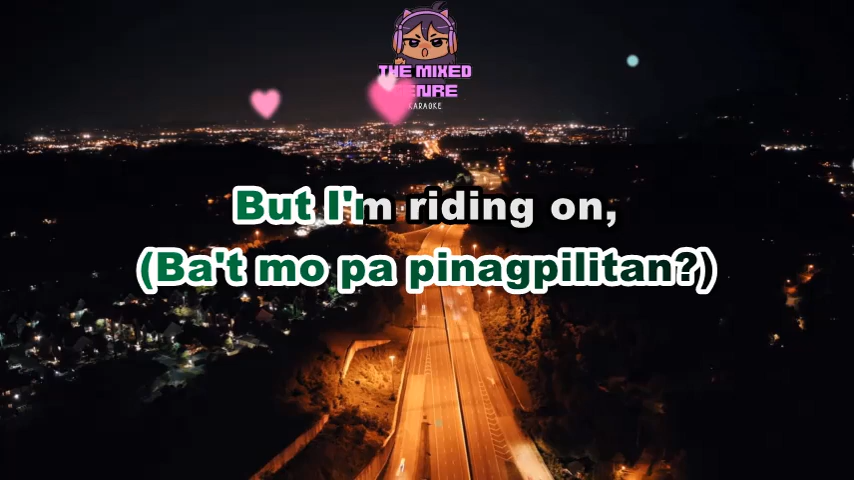 THE MIXED
GENRE
KARAOKE
But I'm riding on,
(Ba't mo pa pinagpilitan?)